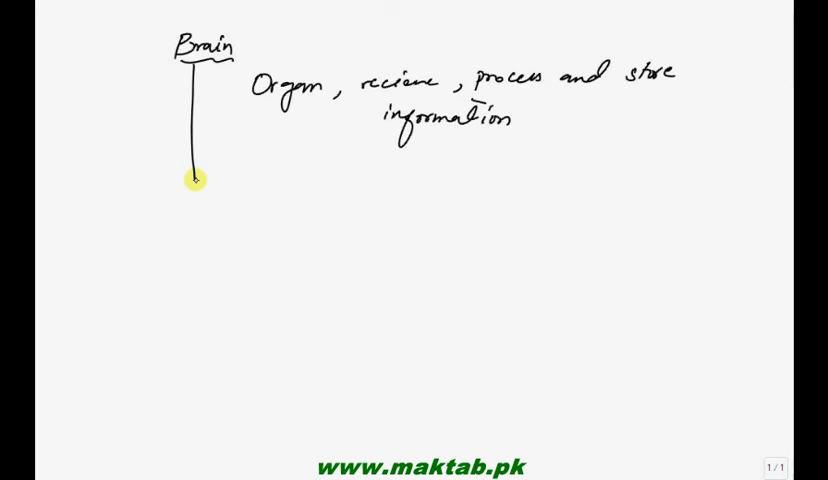 Brain
Organ, recieve, process and store
information
www.maktab.pk
1/1